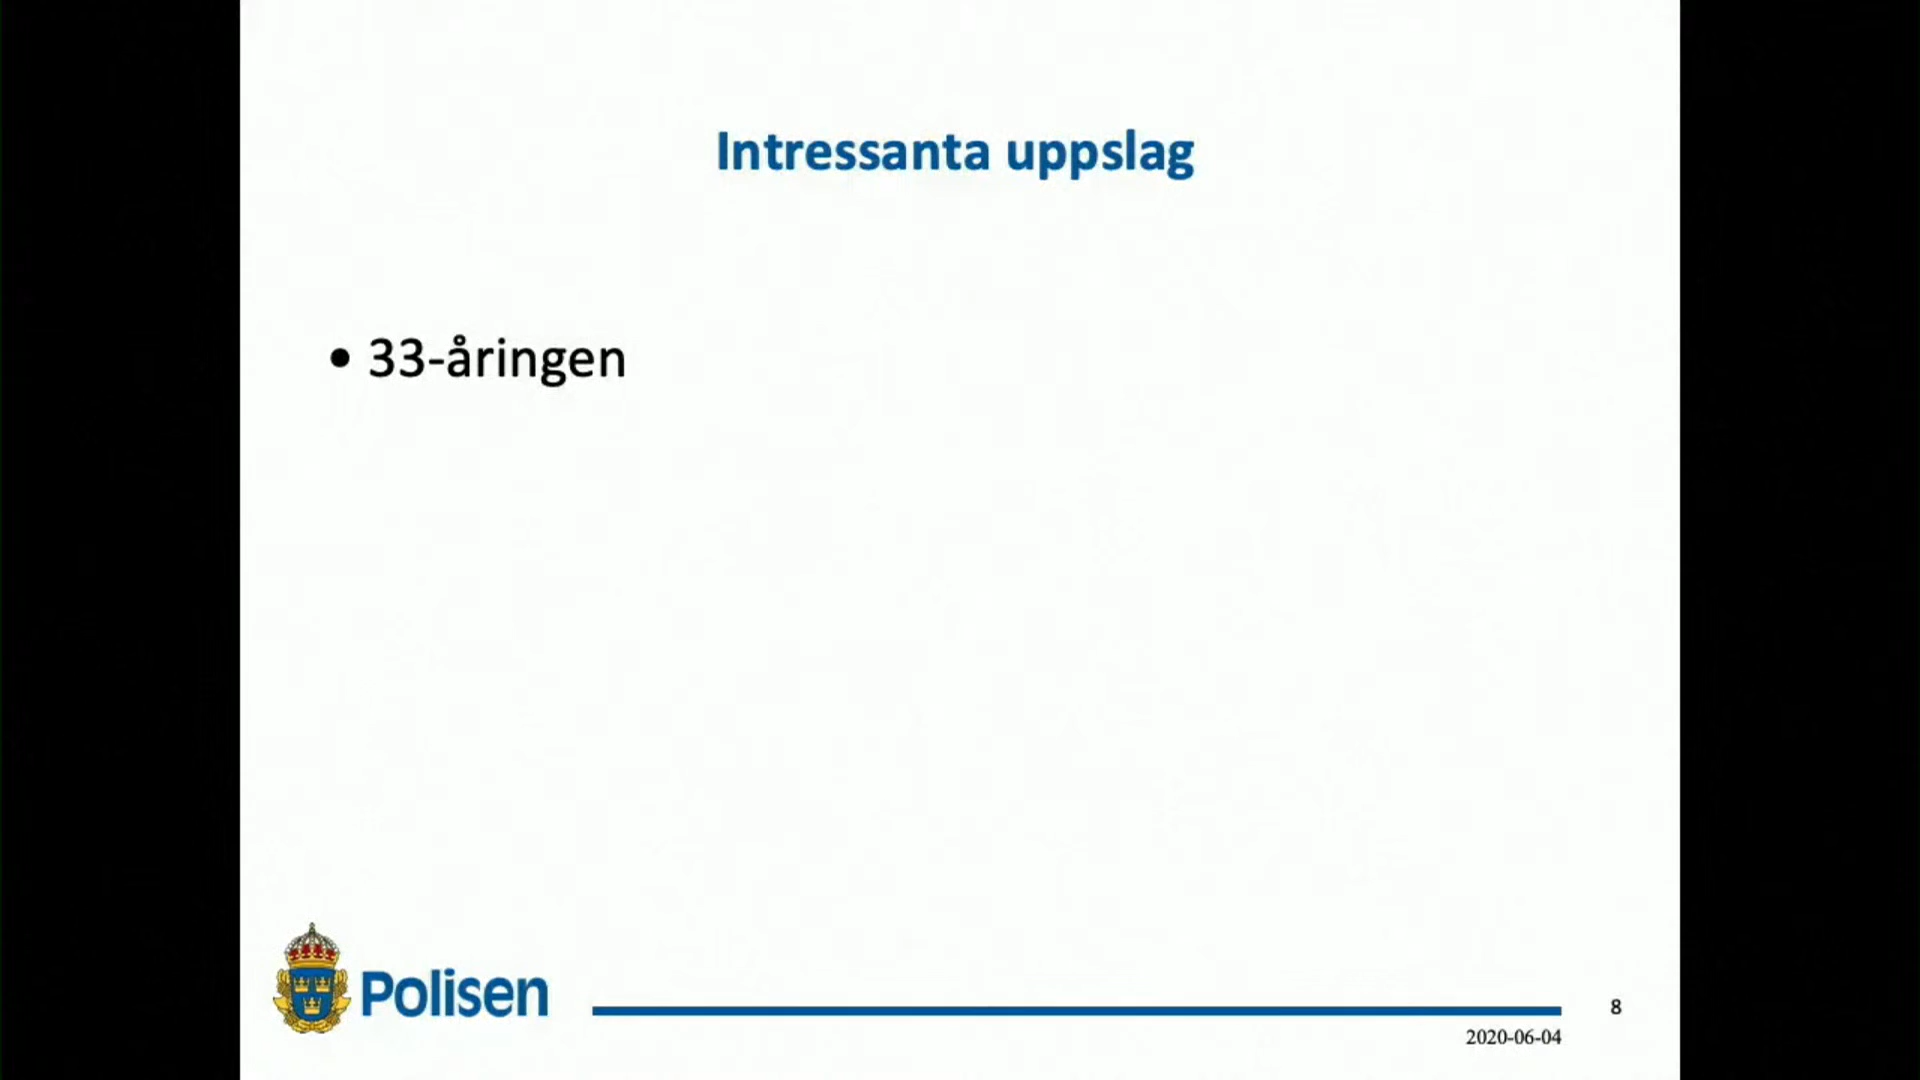 Intressanta uppslag
• 33-åringen
Polisen
8
2020-06-04